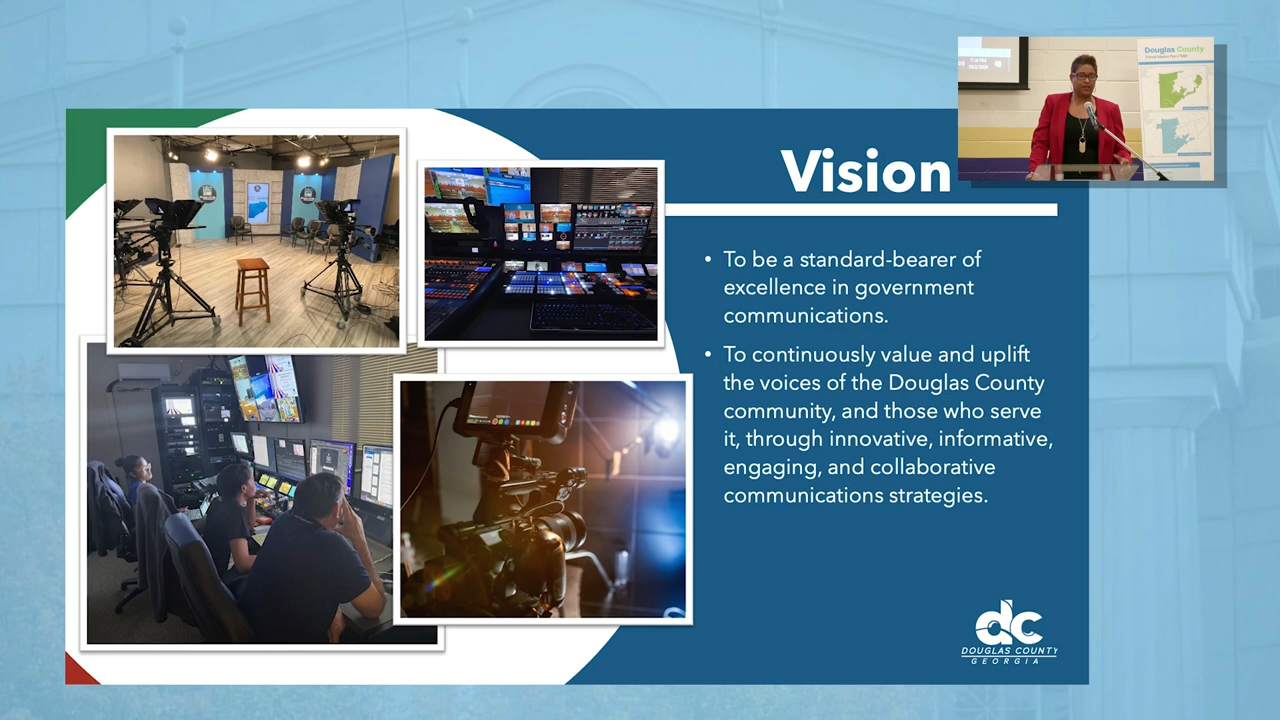 Douglas County
Vision
• To be a standard-bearer of
excellence in government
communications.
• To continuously value and uplift
the voices of the Douglas County
community, and those who serve
it, through innovative, informative,
engaging, and collaborative
communications strategies.
dc
DOUGLAS COUNTY
GEORGIA